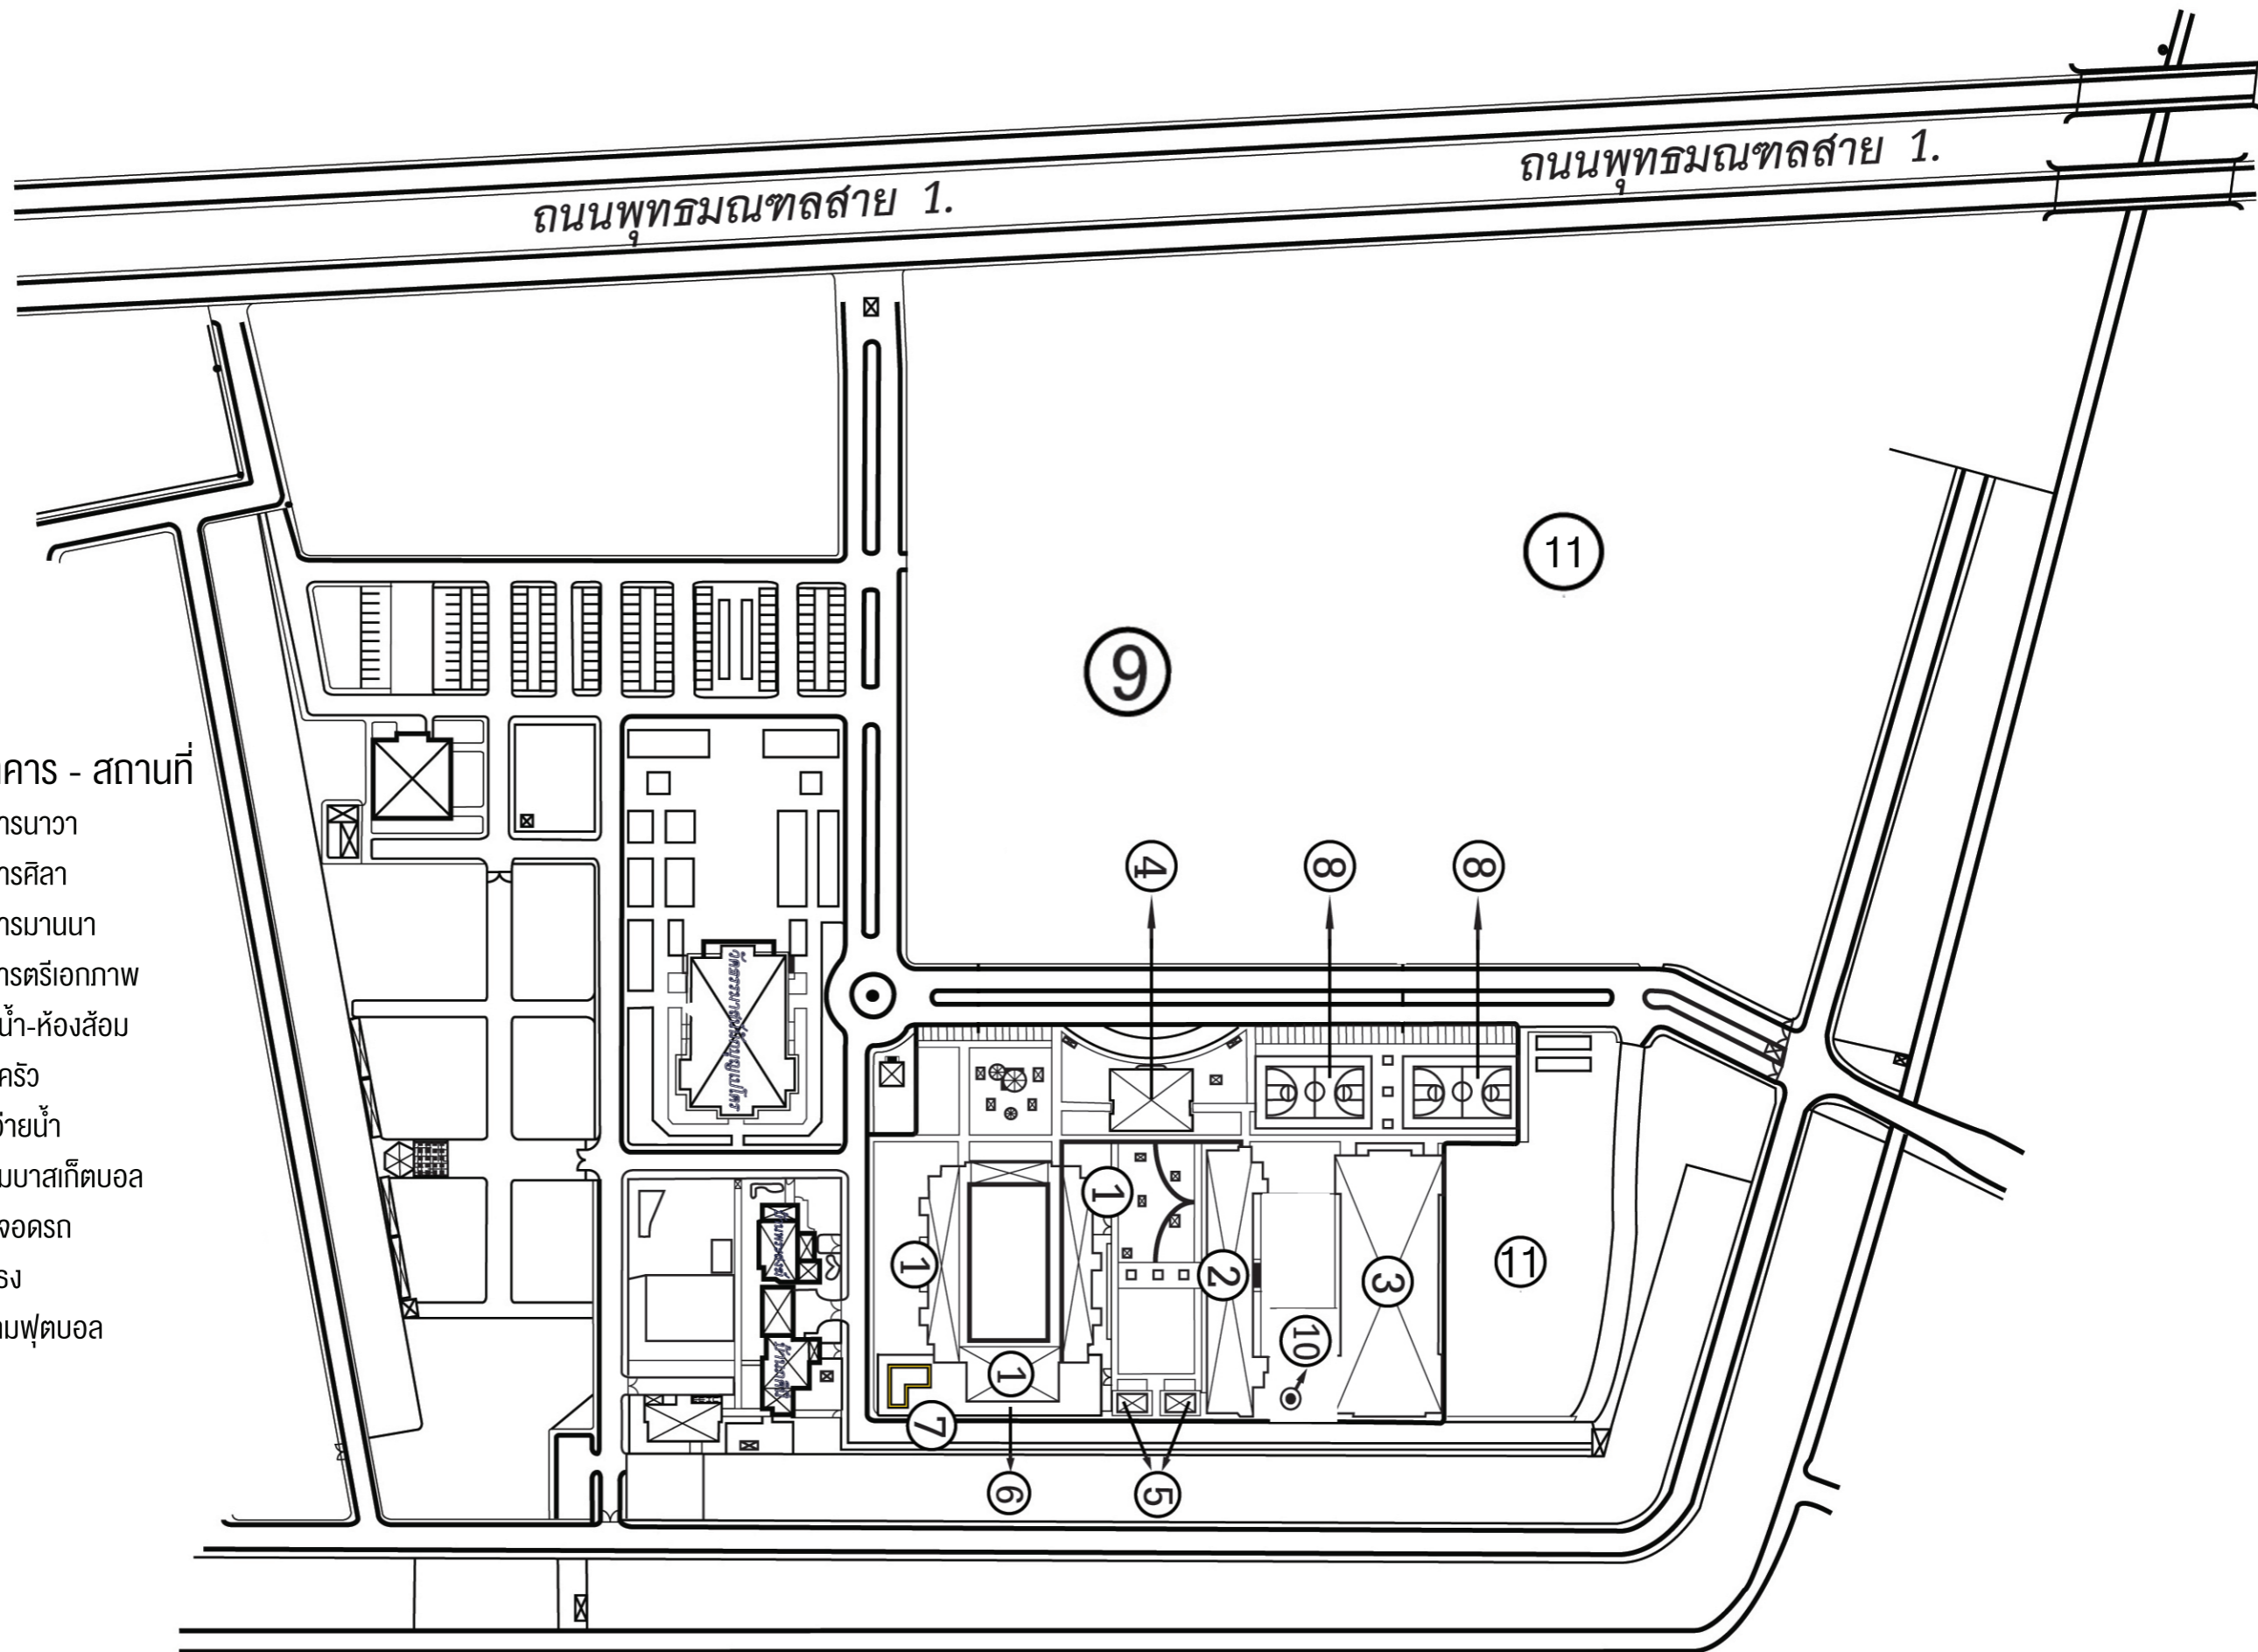 ถนนพุทธมณฑลสาย 1.
ถนนพุทธมณฑลสาย 1.
11
9
คาร - สถานที่
ารนาวา
ารศิลา
ารมานนา
ารตรีเอกภาพ
น้ำ-ห้องส้อม
ครัว
จ่ายน้ำ
มบาสเก็ตบอล
จอดรถ
รง
ามฟุตบอล
4
8
8
1
1
2
3
11
10
1
7
6
5